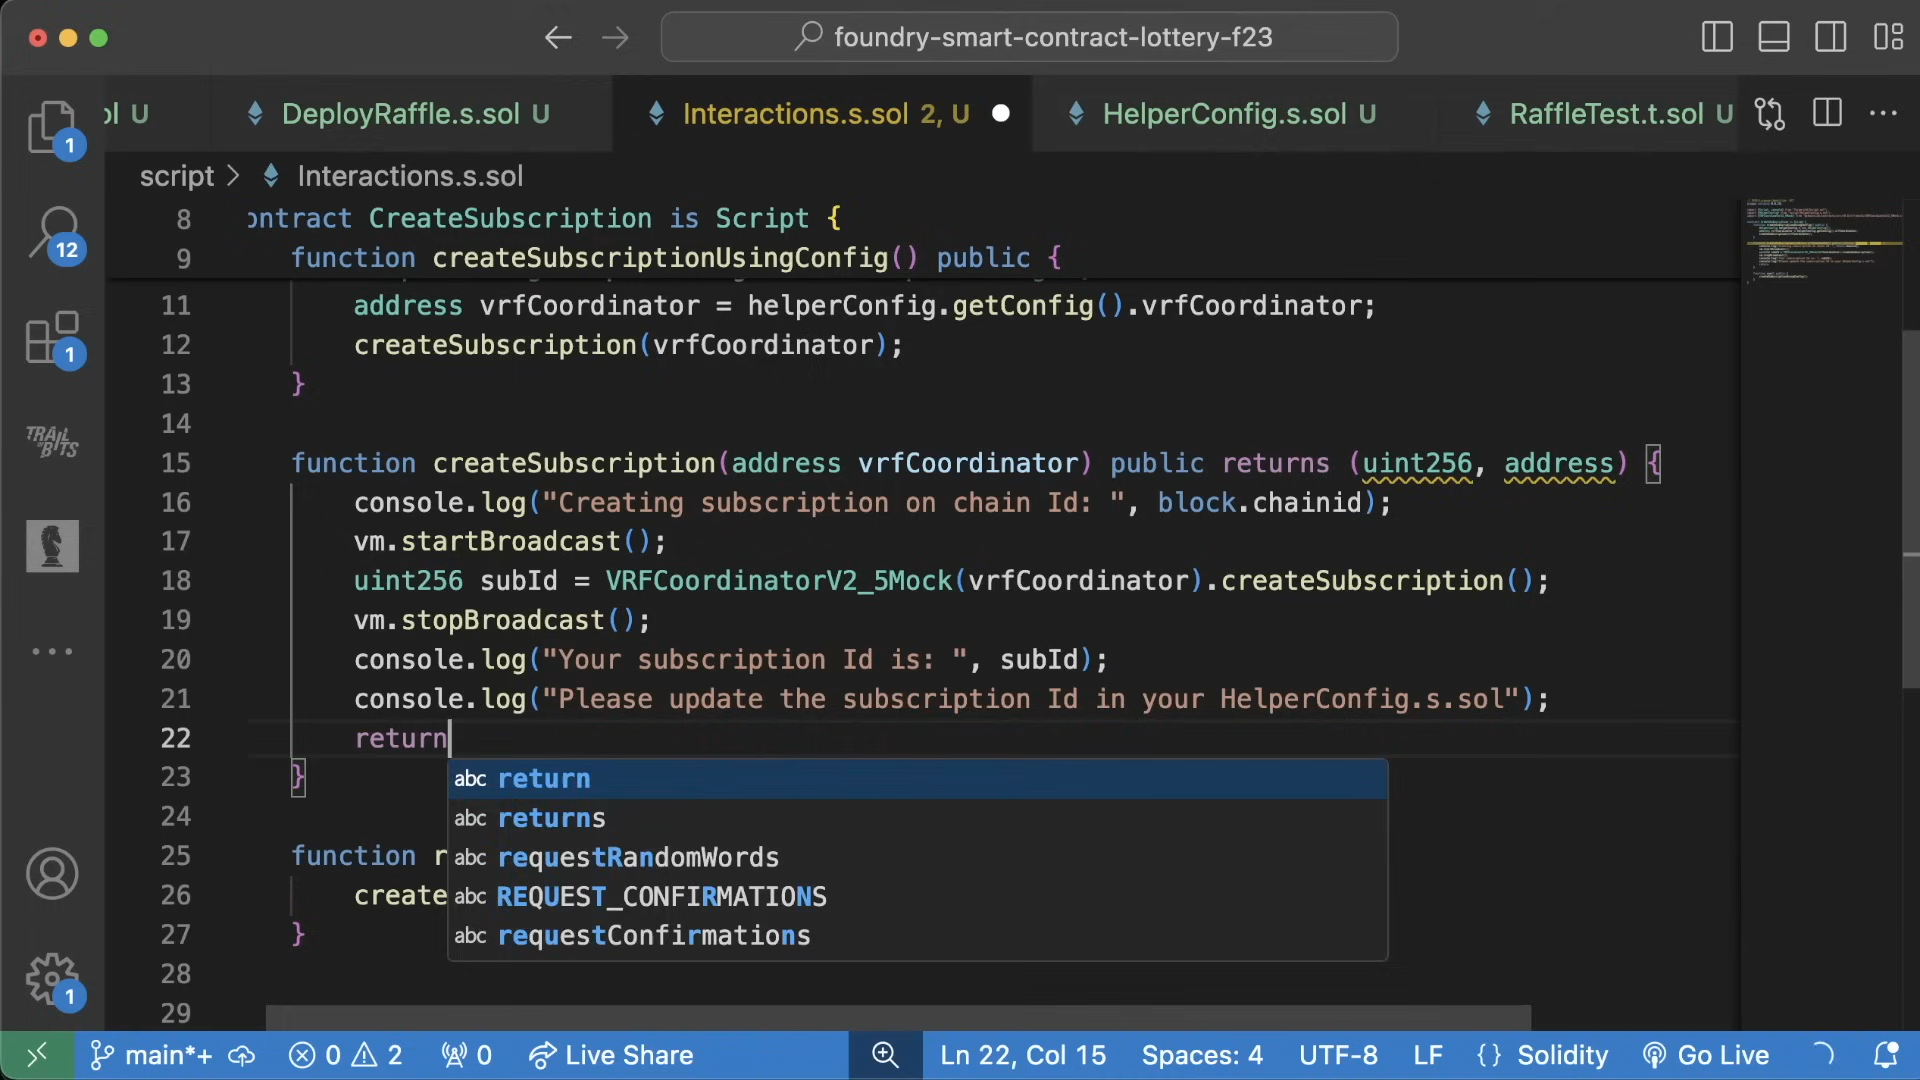 foundry-smart-contract-lottery-f23
ol U
DeployRaffle.s.sol U
Interactions.s.sol 2, U
HelperConfig.s.sol U
RaffleTest.t.sol U
script > Interactions.s.sol
8 ontract CreateSubscription is Script {
9 function createSubscriptionUsingConfig() public {
11 address vrfCoordinator = helperConfig.getConfig().vrfCoordinator;
12 createSubscription(vrfCoordinator);
13 }
14
15 function createSubscription(address vrfCoordinator) public returns (uint256, address) {
16 console.log("Creating subscription on chain Id: ", block.chainid);
17 vm.startBroadcast();
18 uint256 subId = VRFCoordinatorV2_5Mock(vrfCoordinator).createSubscription();
19 vm.stopBroadcast();
20 console.log("Your subscription Id is: ", subId);
21 console.log("Please update the subscription Id in your HelperConfig.s.sol");
22 return
23 }
abc return
24
abc returns
25 function r
abc requestRandomWords
26 create
abc REQUEST_CONFIRMATIONS
27 }
abc requestConfirmations
28
29
1
12
1
TRAIL OF BITS
1
main*+ 0 2 0 Live Share Ln 22, Col 15 Spaces: 4 UTF-8 LF {} Solidity Go Live